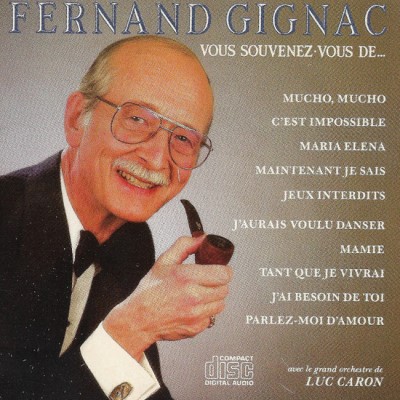 FERNAND GIGNAC
VOUS SOUVENEZ-VOUS DE...
MUCHO, MUCHO
C'EST IMPOSSIBLE
MARIA ELENA
MAINTENANT JE SAIS
JEUX INTERDITS
J'AURAIS VOULU DANSER
MAMIE
TANT QUE JE VIVRAI
J'AI BESOIN DE TOI
PARLEZ-MOI D'AMOUR
COMPACT
disc
DIGITAL AUDIO
avec le grand orchestre de
LUC CARON